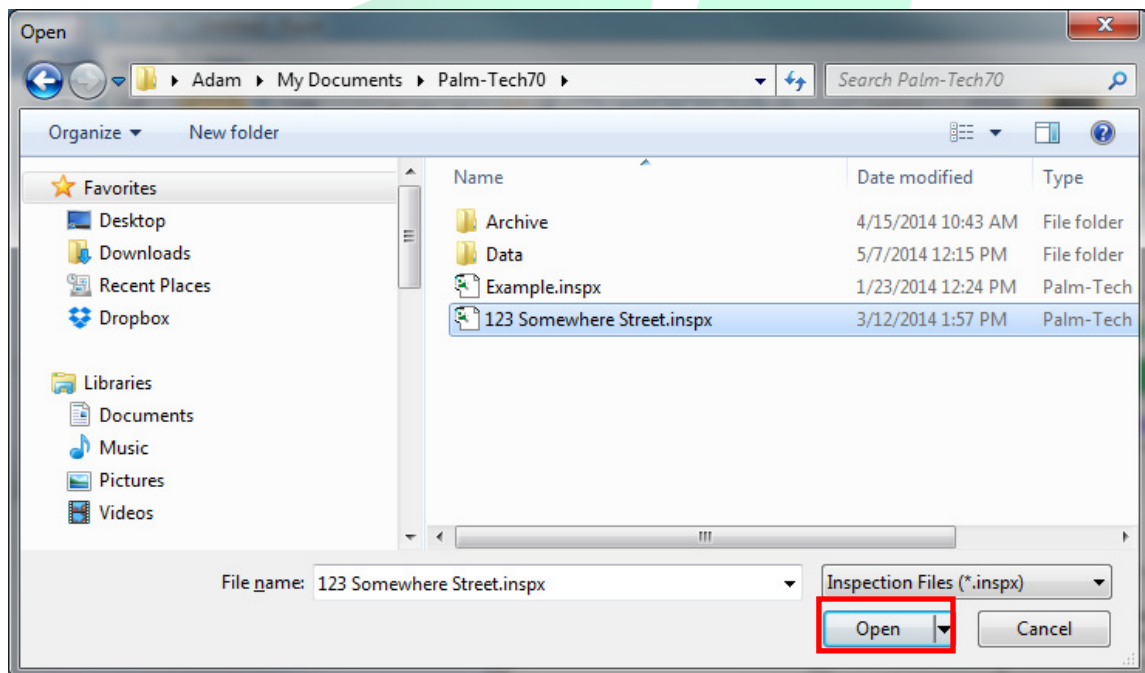 Open
Adam My Documents Palm-Tech70 Search Palm-Tech70
Organize New folder
Favorites
Desktop
Downloads
Recent Places
Dropbox
Libraries
Documents
Music
Pictures
Videos
Name Date modified Type
Archive 4/15/2014 10:43 AM File folder
Data 5/7/2014 12:15 PM File folder
Example.inspx 1/23/2014 12:24 PM Palm-Tech
123 Somewhere Street.inspx 3/12/2014 1:57 PM Palm-Tech
File name: 123 Somewhere Street.inspx Inspection Files (*.inspx)
Open Cancel